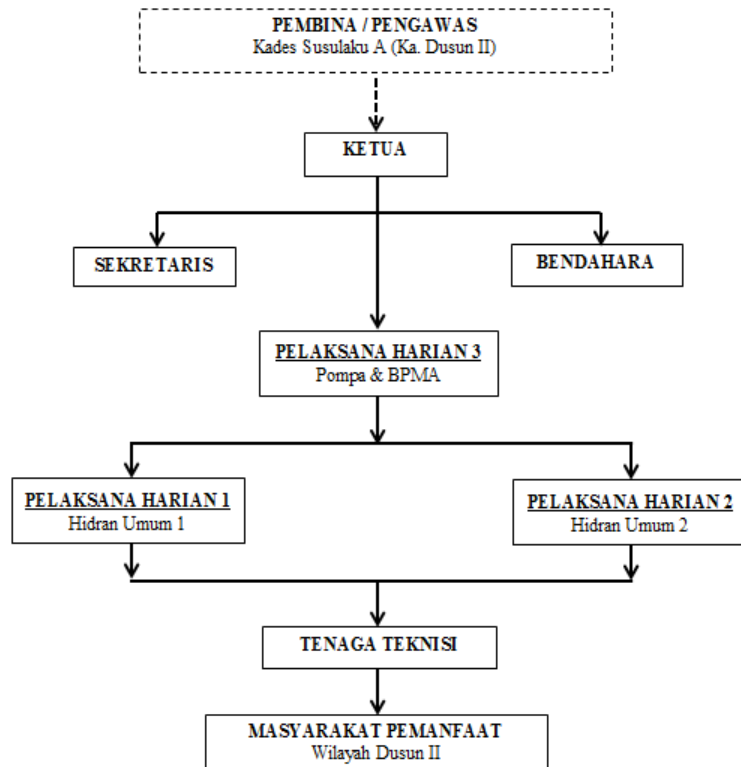 PEMBINA / PENGAWAS
Kades Susulaku A (Ka. Dusun II)
KETUA
SEKRETARIS
BENDAHARA
PELAKSANA HARIAN 3
Pompa & BPMA
PELAKSANA HARIAN 1
Hidran Umum 1
PELAKSANA HARIAN 2
Hidran Umum 2
TENAGA TEKNISI
MASYARAKAT PEMANFAAT
Wilayah Dusun II